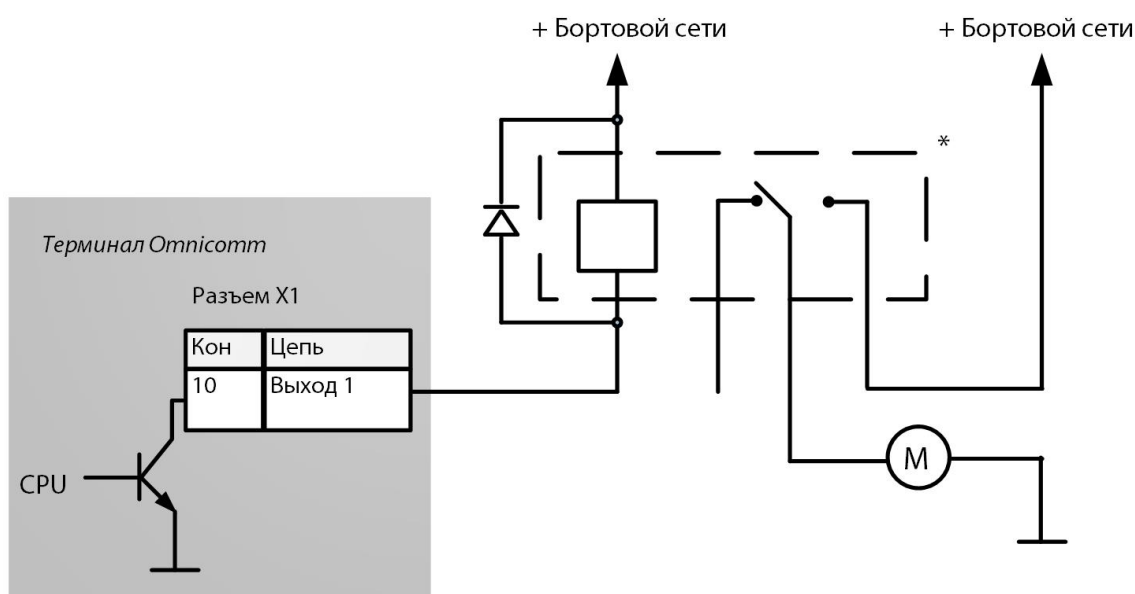 + Бортовой сети
+ Бортовой сети
*
Терминал Omnicomm
Разъем X1
Кон Цепь
10 Выход 1
CPU
M